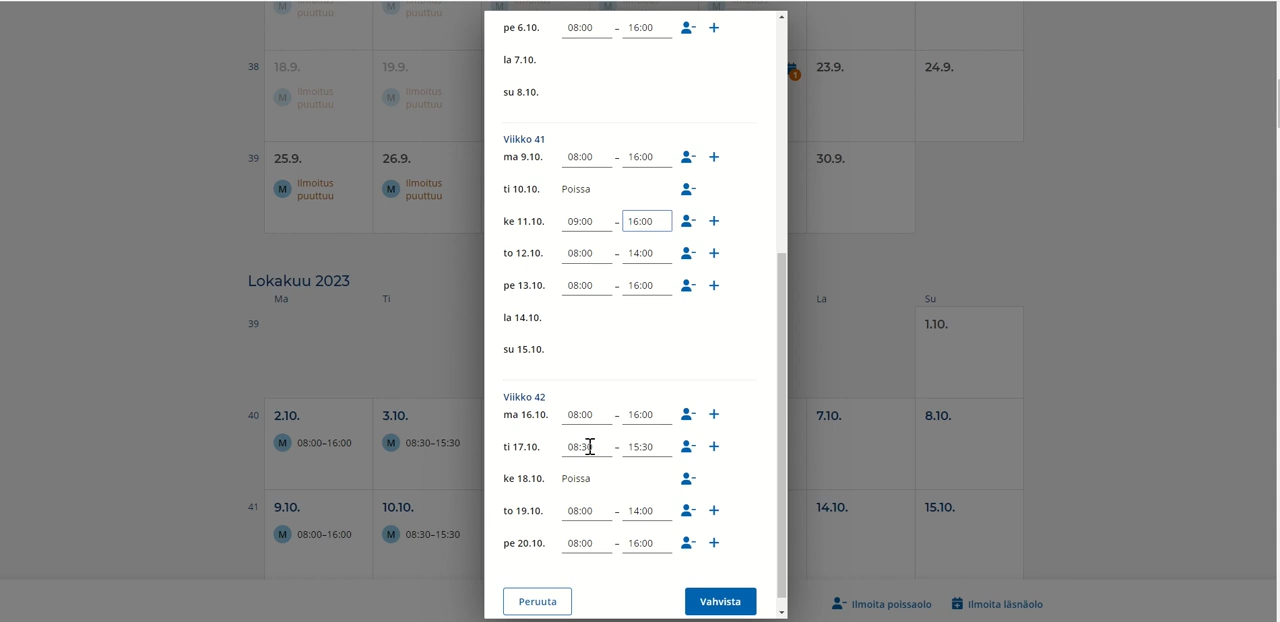 M puuttuu M puuttuu
38 18.9. 19.9. 23.9. 24.9.
M Ilmoitus puuttuu M Ilmoitus puuttuu 1
39 25.9. 26.9. 30.9.
M Ilmoitus puuttuu M Ilmoitus puuttuu
Lokakuu 2023
Ma Ti La Su
39 1.10.
40 2.10. 3.10. 7.10. 8.10.
M 08:00–16:00 M 08:30–15:30
41 9.10. 10.10. 14.10. 15.10.
M 08:00–16:00 M 08:30–15:30
pe 6.10. 08:00 – 16:00
la 7.10.
su 8.10.
Viikko 41
ma 9.10. 08:00 – 16:00
ti 10.10. Poissa
ke 11.10. 09:00 – 16:00
to 12.10. 08:00 – 14:00
pe 13.10. 08:00 – 16:00
la 14.10.
su 15.10.
Viikko 42
ma 16.10. 08:00 – 16:00
ti 17.10. 08:30 – 15:30
ke 18.10. Poissa
to 19.10. 08:00 – 14:00
pe 20.10. 08:00 – 16:00
Peruuta Vahvista
Ilmoita poissaolo Ilmoita läsnäolo